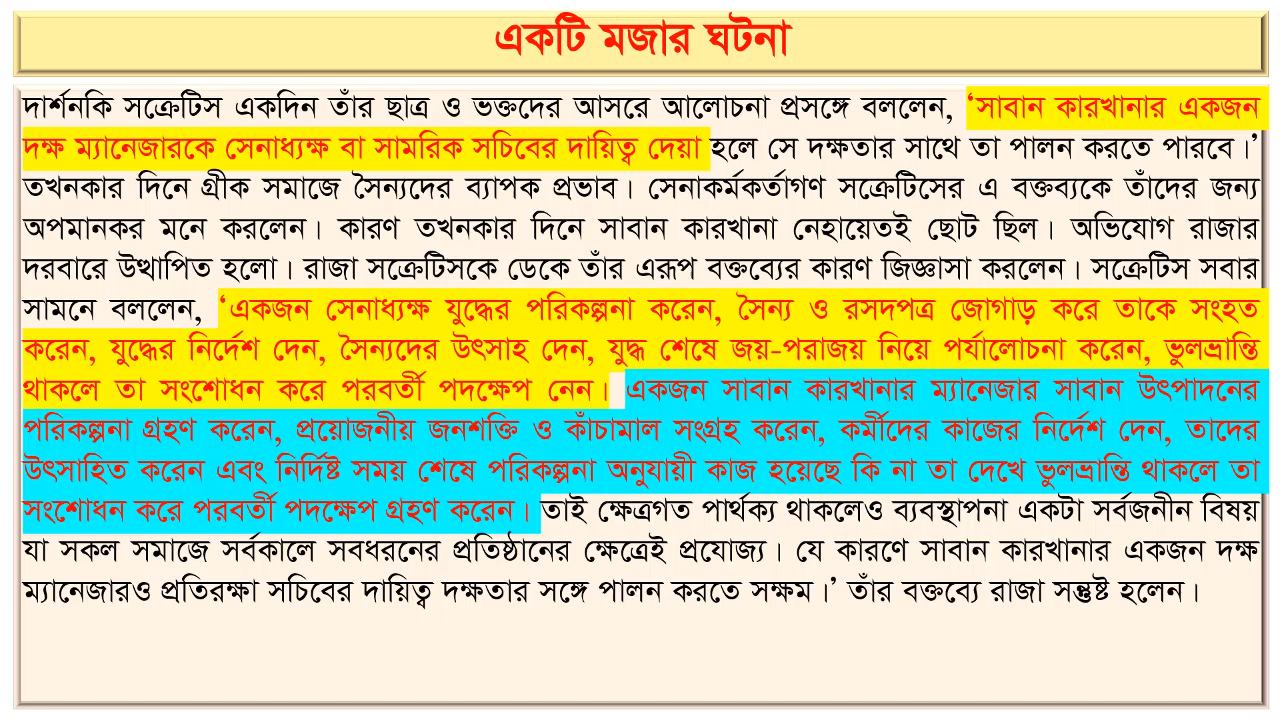 একটি মজার ঘটনা
দার্শনিক সক্রেটিস একদিন তাঁর ছাত্র ও ভক্তদের আসরে আলোচনা প্রসঙ্গে বললেন, ‘সাবান কারখানার একজন
দক্ষ ম্যানেজারকে সেনাধ্যক্ষ বা সামরিক সচিবের দায়িত্ব দেয়া হলে সে দক্ষতার সাথে তা পালন করতে পারবে।’
তখনকার দিনে গ্রীক সমাজে সৈন্যদের ব্যাপক প্রভাব। সেনাকর্মকর্তাগণ সক্রেটিসের এ বক্তব্যকে তাঁদের জন্য
অপমানকর মনে করলেন। কারণ তখনকার দিনে সাবান কারখানা নেহায়েতই ছোট ছিল। অভিযোগ রাজার
দরবারে উত্থাপিত হলো। রাজা সক্রেটিসকে ডেকে তাঁর এরূপ বক্তব্যের কারণ জিজ্ঞাসা করলেন। সক্রেটিস সবার
সামনে বললেন, ‘একজন সেনাধ্যক্ষ যুদ্ধের পরিকল্পনা করেন, সৈন্য ও রসদপত্র জোগাড় করে তাকে সংহত
করেন, যুদ্ধের নির্দেশ দেন, সৈন্যদের উৎসাহ দেন, যুদ্ধ শেষে জয়-পরাজয় নিয়ে পর্যালোচনা করেন, ভুলভ্রান্তি
থাকলে তা সংশোধন করে পরবর্তী পদক্ষেপ নেন। একজন সাবান কারখানার ম্যানেজার সাবান উৎপাদনের
পরিকল্পনা গ্রহণ করেন, প্রয়োজনীয় জনশক্তি ও কাঁচামাল সংগ্রহ করেন, কর্মীদের কাজের নির্দেশ দেন, তাদের
উৎসাহিত করেন এবং নির্দিষ্ট সময় শেষে পরিকল্পনা অনুযায়ী কাজ হয়েছে কি না তা দেখে ভুলভ্রান্তি থাকলে তা
সংশোধন করে পরবর্তী পদক্ষেপ গ্রহণ করেন। তাই ক্ষেত্রগত পার্থক্য থাকলেও ব্যবস্থাপনা একটা সর্বজনীন বিষয়
যা সকল সমাজে সর্বকালে সবধরনের প্রতিষ্ঠানের ক্ষেত্রেই প্রযোজ্য। যে কারণে সাবান কারখানার একজন দক্ষ
ম্যানেজারও প্রতিরক্ষা সচিবের দায়িত্ব দক্ষতার সঙ্গে পালন করতে সক্ষম।’ তাঁর বক্তব্যে রাজা সন্তুষ্ট হলেন।